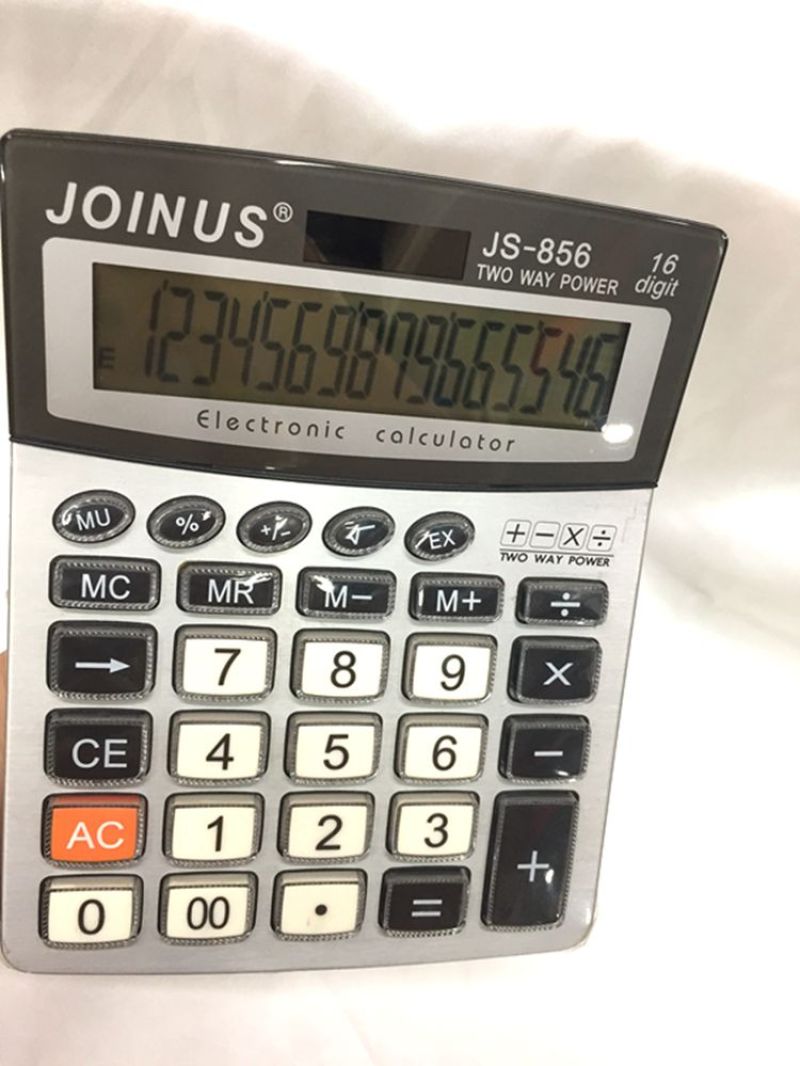 JOINUS®
JS-856
TWO WAY POWER
16
digit
E 1234569879665546
Electronic calculator
MU % +/- √ EX
+ − X ÷
TWO WAY POWER
MC MR M− M+ ÷
→ 7 8 9 X
CE 4 5 6 −
AC 1 2 3 +
0 00 . =